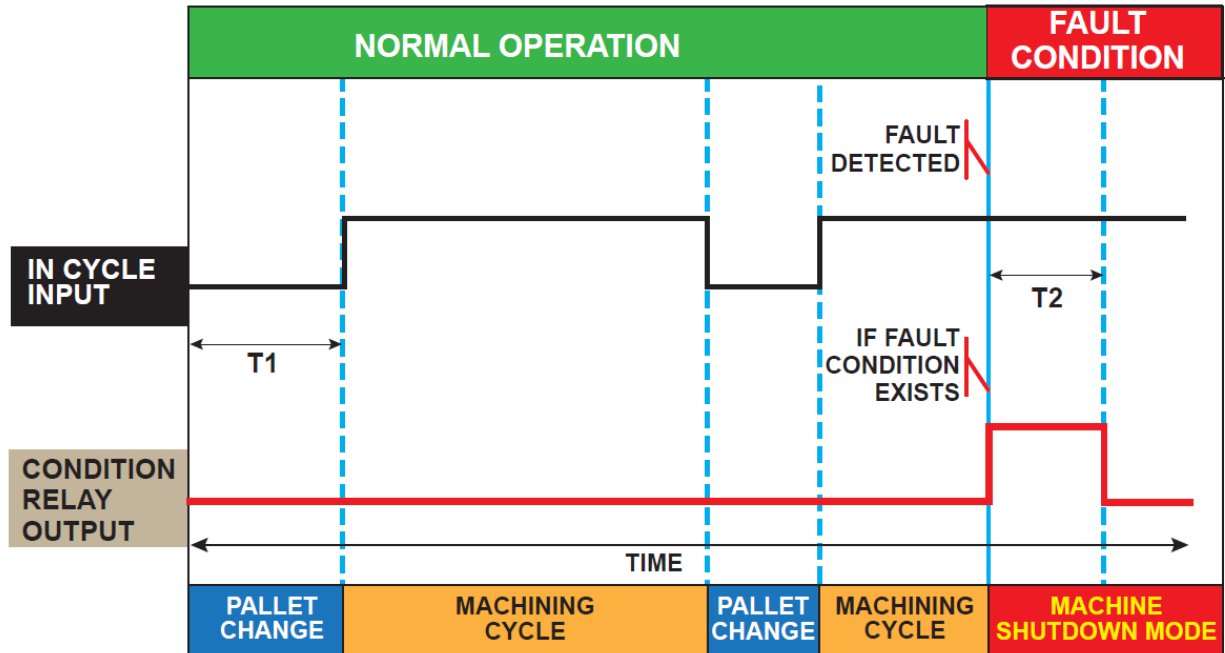 NORMAL OPERATION
FAULT
CONDITION
FAULT
DETECTED
IN CYCLE
INPUT
T1
T2
IF FAULT
CONDITION
EXISTS
CONDITION
RELAY
OUTPUT
TIME
PALLET
CHANGE
MACHINING
CYCLE
PALLET
CHANGE
MACHINING
CYCLE
MACHINE
SHUTDOWN MODE